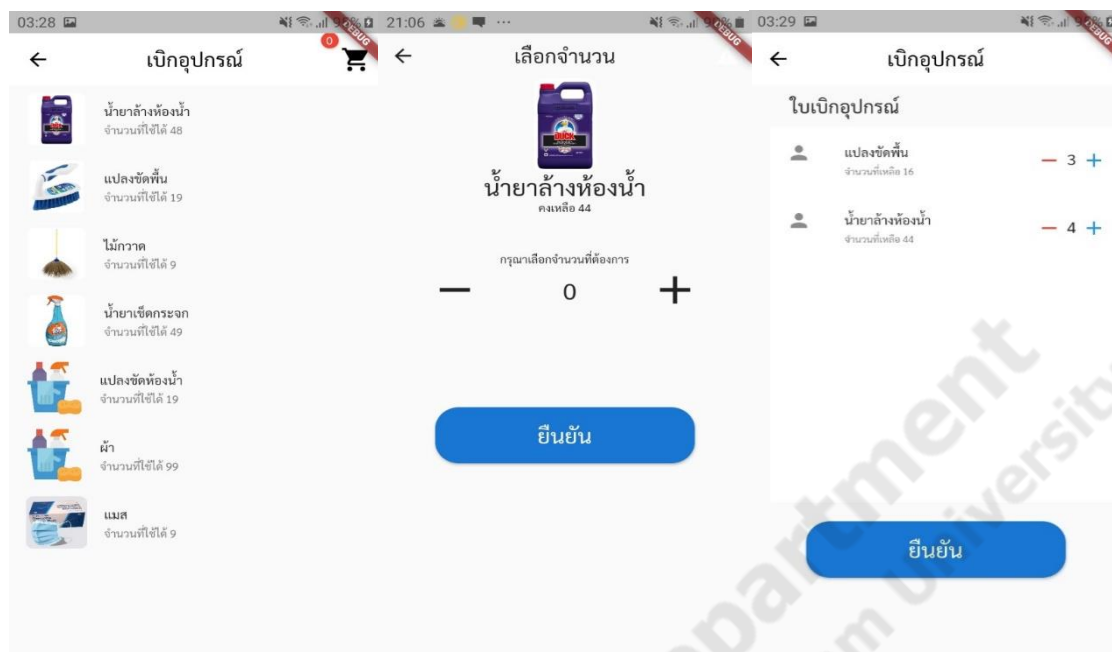 03:28
เบิกอุปกรณ์
0
DEBUG
น้ำยาล้างห้องน้ำ
จำนวนที่ใช้ได้ 48
แปลงขัดพื้น
จำนวนที่ใช้ได้ 19
ไม้กวาด
จำนวนที่ใช้ได้ 9
น้ำยาเช็ดกระจก
จำนวนที่ใช้ได้ 49
แปลงขัดห้องน้ำ
จำนวนที่ใช้ได้ 19
ผ้า
จำนวนที่ใช้ได้ 99
แมส
จำนวนที่ใช้ได้ 9
21:06
DEBUG
เลือกจำนวน
DUCK
น้ำยาล้างห้องน้ำ
คงเหลือ 44
กรุณาเลือกจำนวนที่ต้องการ
0
ยืนยัน
03:29
DEBUG
เบิกอุปกรณ์
ใบเบิกอุปกรณ์
แปลงขัดพื้น
จำนวนที่เหลือ 16
3
น้ำยาล้างห้องน้ำ
จำนวนที่เหลือ 44
4
ยืนยัน